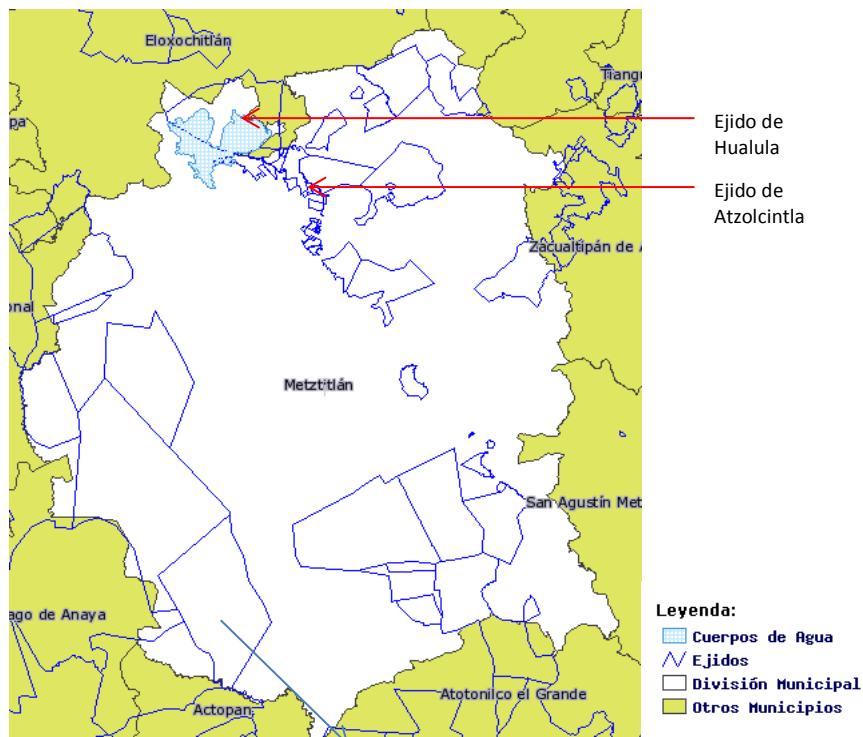 Eloxochitlán
Tiangu
pa
Ejido de
Hualula
Ejido de
Atzolcintla
Zacualtipán de A
onal
Metztitlán
San Agustín Met
ago de Anaya
Actopan
Atotonilco el Grande
Leyenda:
Cuerpos de Agua
Ejidos
División Municipal
Otros Municipios